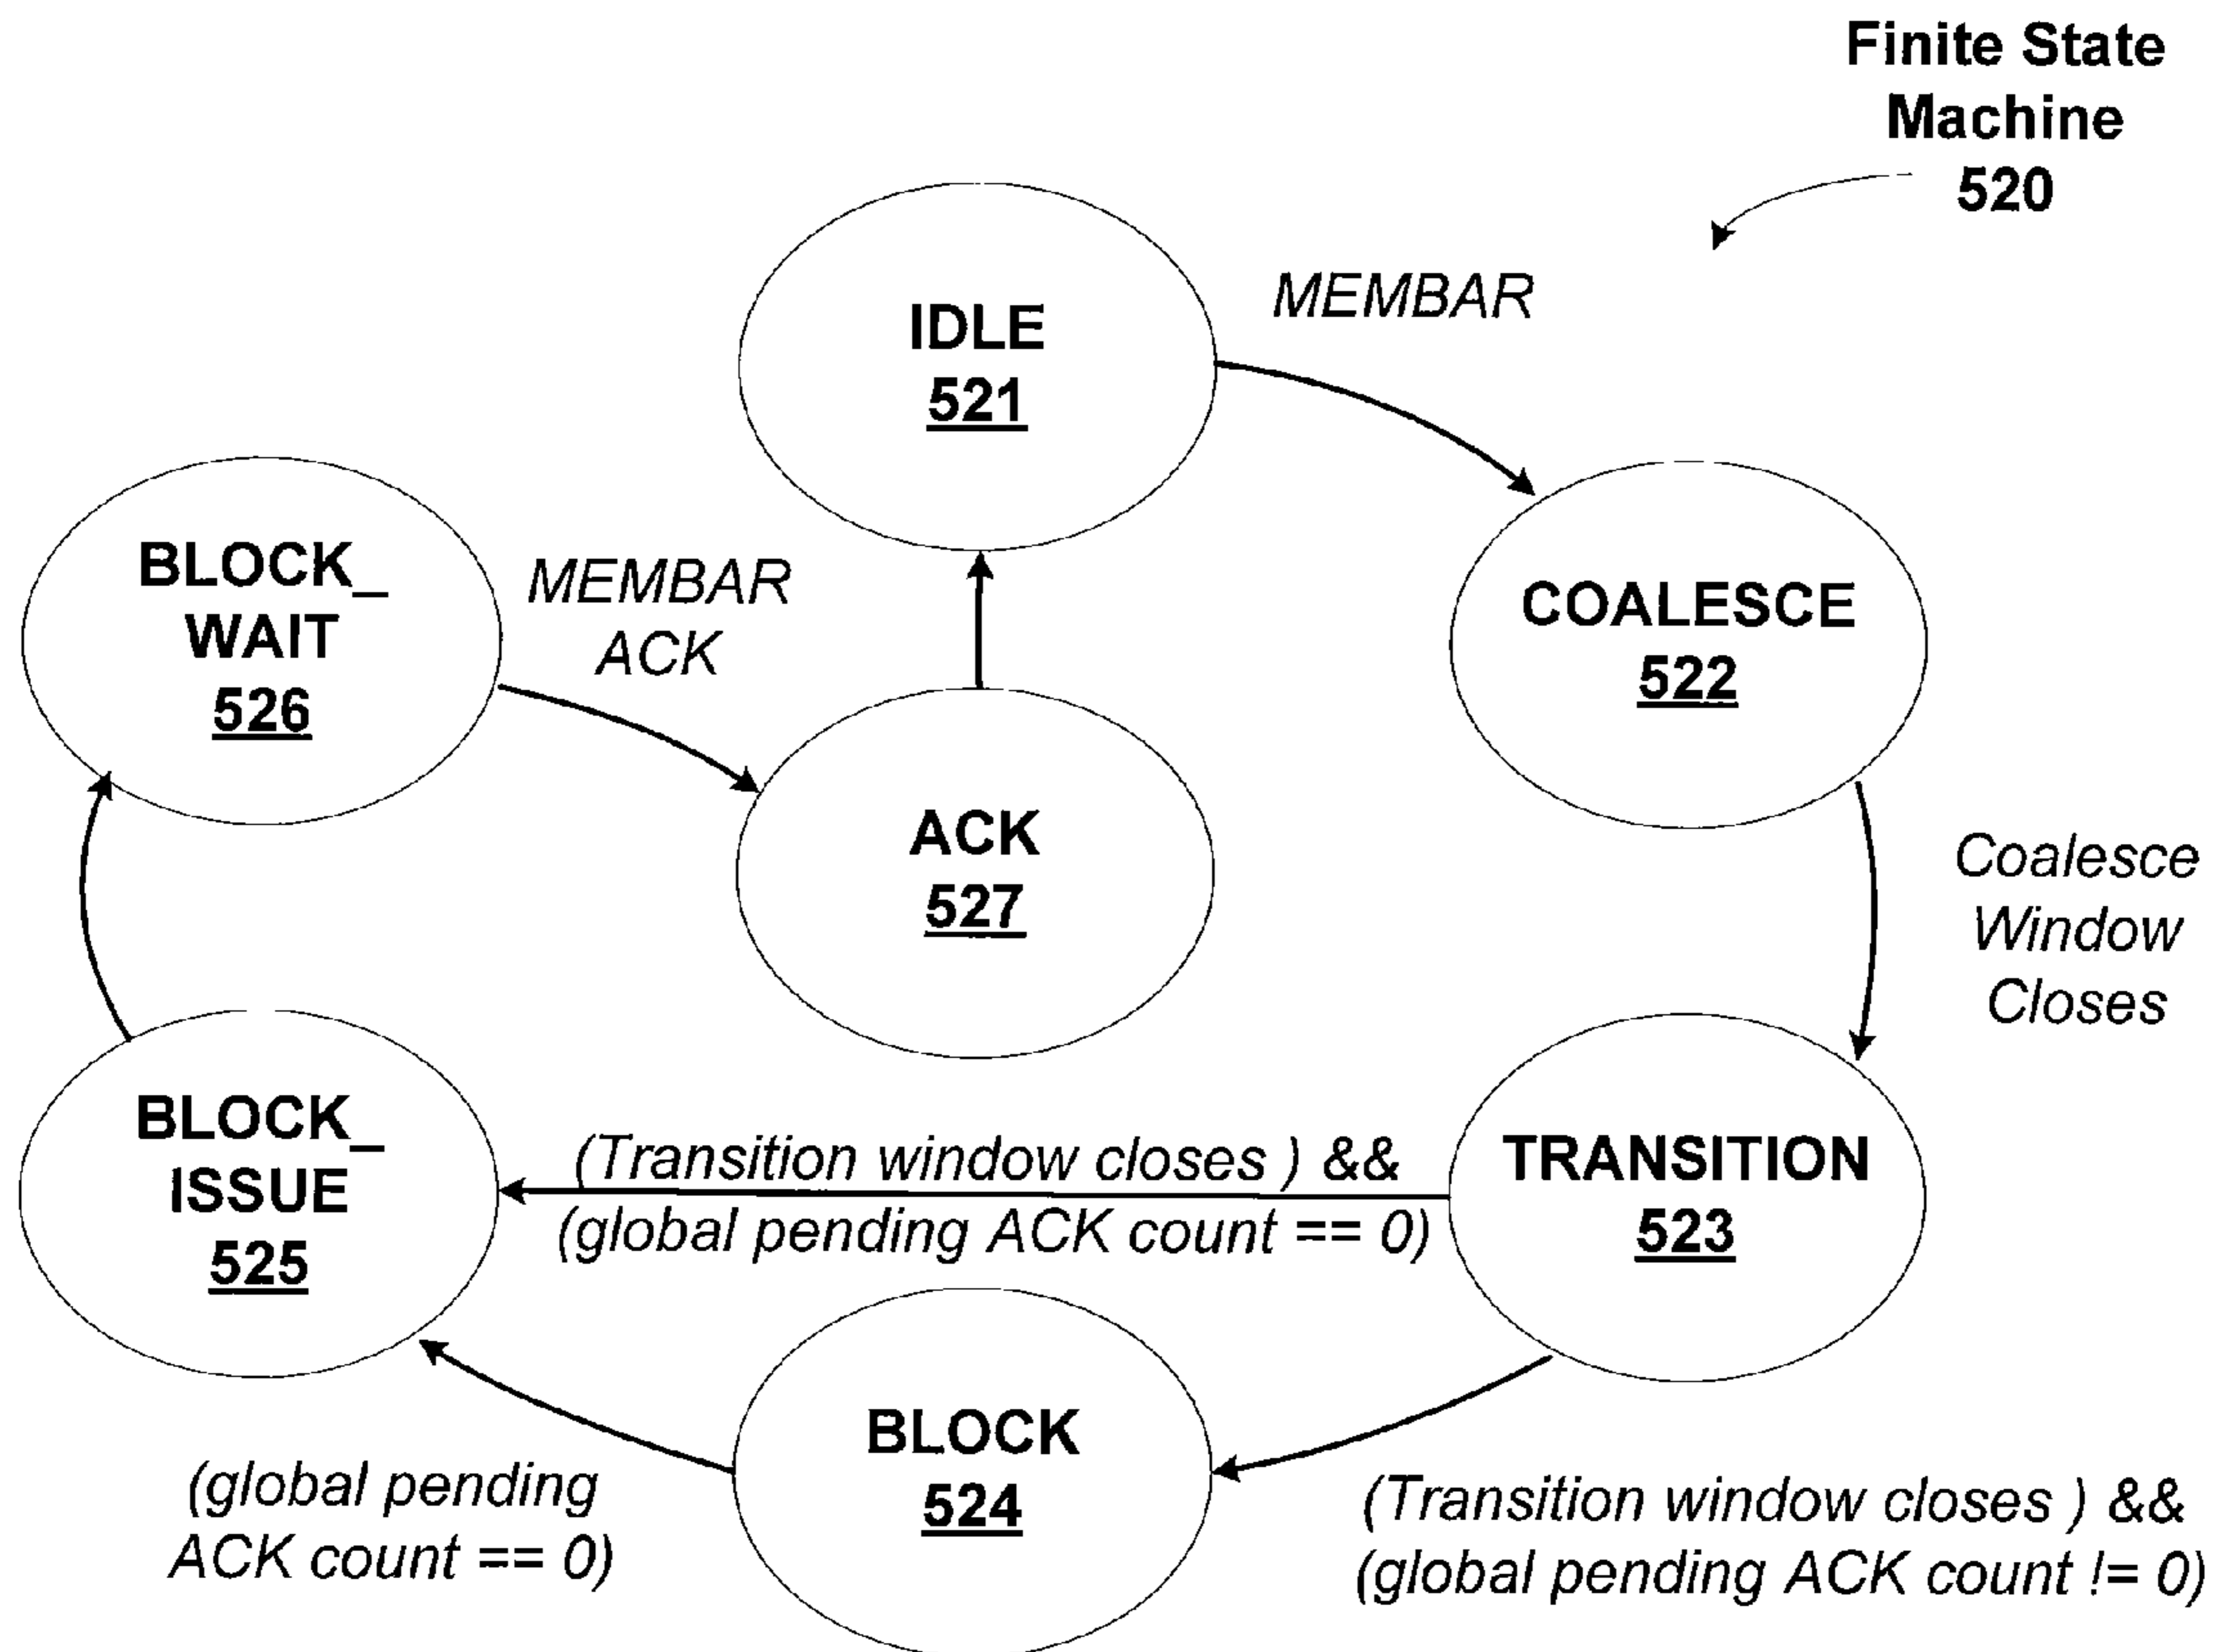 Finite State
Machine
520
IDLE
521
MEMBAR
BLOCK_
WAIT
526
MEMBAR
ACK
COALESCE
522
ACK
527
Coalesce
Window
Closes
BLOCK_
ISSUE
525
(Transition window closes ) &&
(global pending ACK count == 0)
TRANSITION
523
BLOCK
524
(global pending
ACK count == 0)
(Transition window closes ) &&
(global pending ACK count != 0)